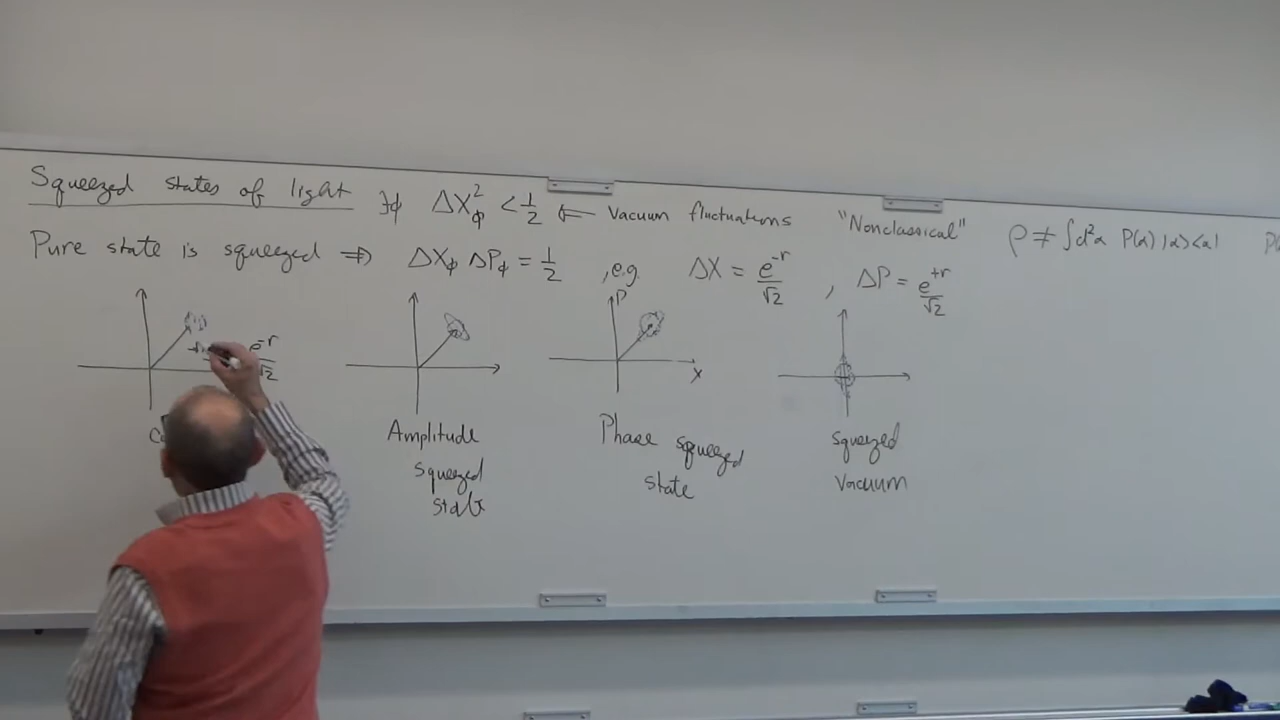 Squeezed states of light ∃φ ΔX_φ² < 1/2 ⟸ Vacuum fluctuations "Nonclassical" ρ ≠ ∫d²α P(α) |α><α|
Pure state is squeezed ⟹ ΔX_φ ΔP_φ = 1/2 , e.g. ΔX = e^{-r}/√2 , ΔP = e^{+r}/√2
P
X
e^{-r}/√2
Amplitude squeezed state
Phase squeezed state
Squeezed vacuum